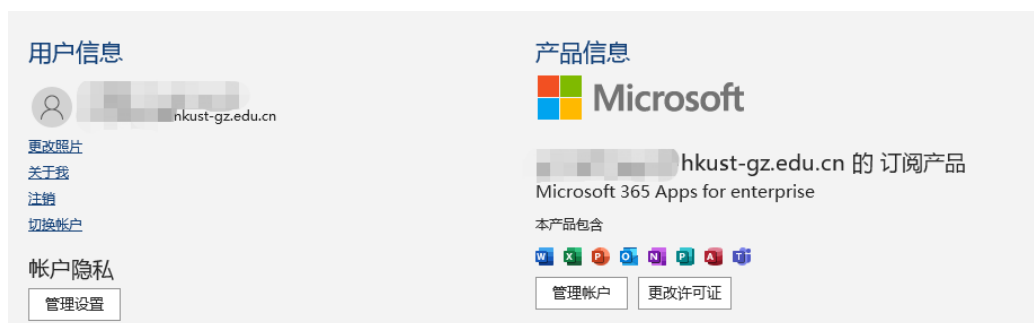 用户信息
nkust-gz.edu.cn
更改照片
关于我
注销
切换帐户
帐户隐私
管理设置
产品信息
Microsoft
hkust-gz.edu.cn 的 订阅产品
Microsoft 365 Apps for enterprise
本产品包含
管理帐户
更改许可证